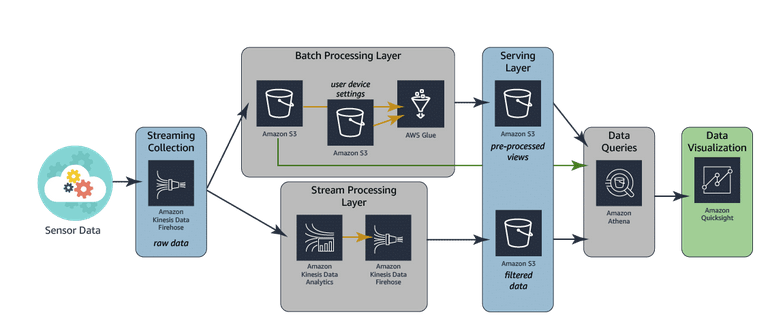 Batch Processing Layer
Amazon S3
user device
settings
Amazon S3
AWS Glue
Serving
Layer
Amazon S3
pre-processed
views
Streaming
Collection
Amazon
Kinesis Data
Firehose
raw data
Sensor Data
Stream Processing
Layer
Amazon
Kinesis Data
Analytics
Amazon
Kinesis Data
Firehose
Amazon S3
filtered
data
Data
Queries
Amazon
Athena
Data
Visualization
Amazon
Quicksight